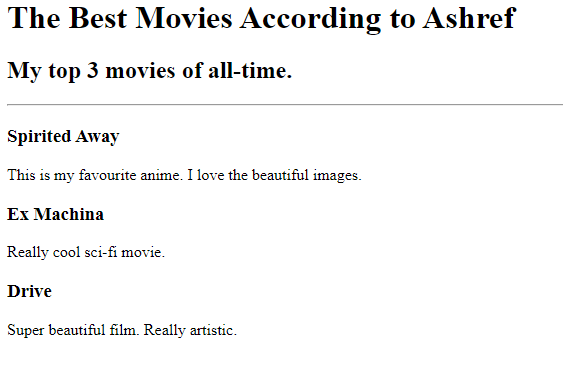 The Best Movies According to Ashref
My top 3 movies of all-time.
Spirited Away
This is my favourite anime. I love the beautiful images.
Ex Machina
Really cool sci-fi movie.
Drive
Super beautiful film. Really artistic.